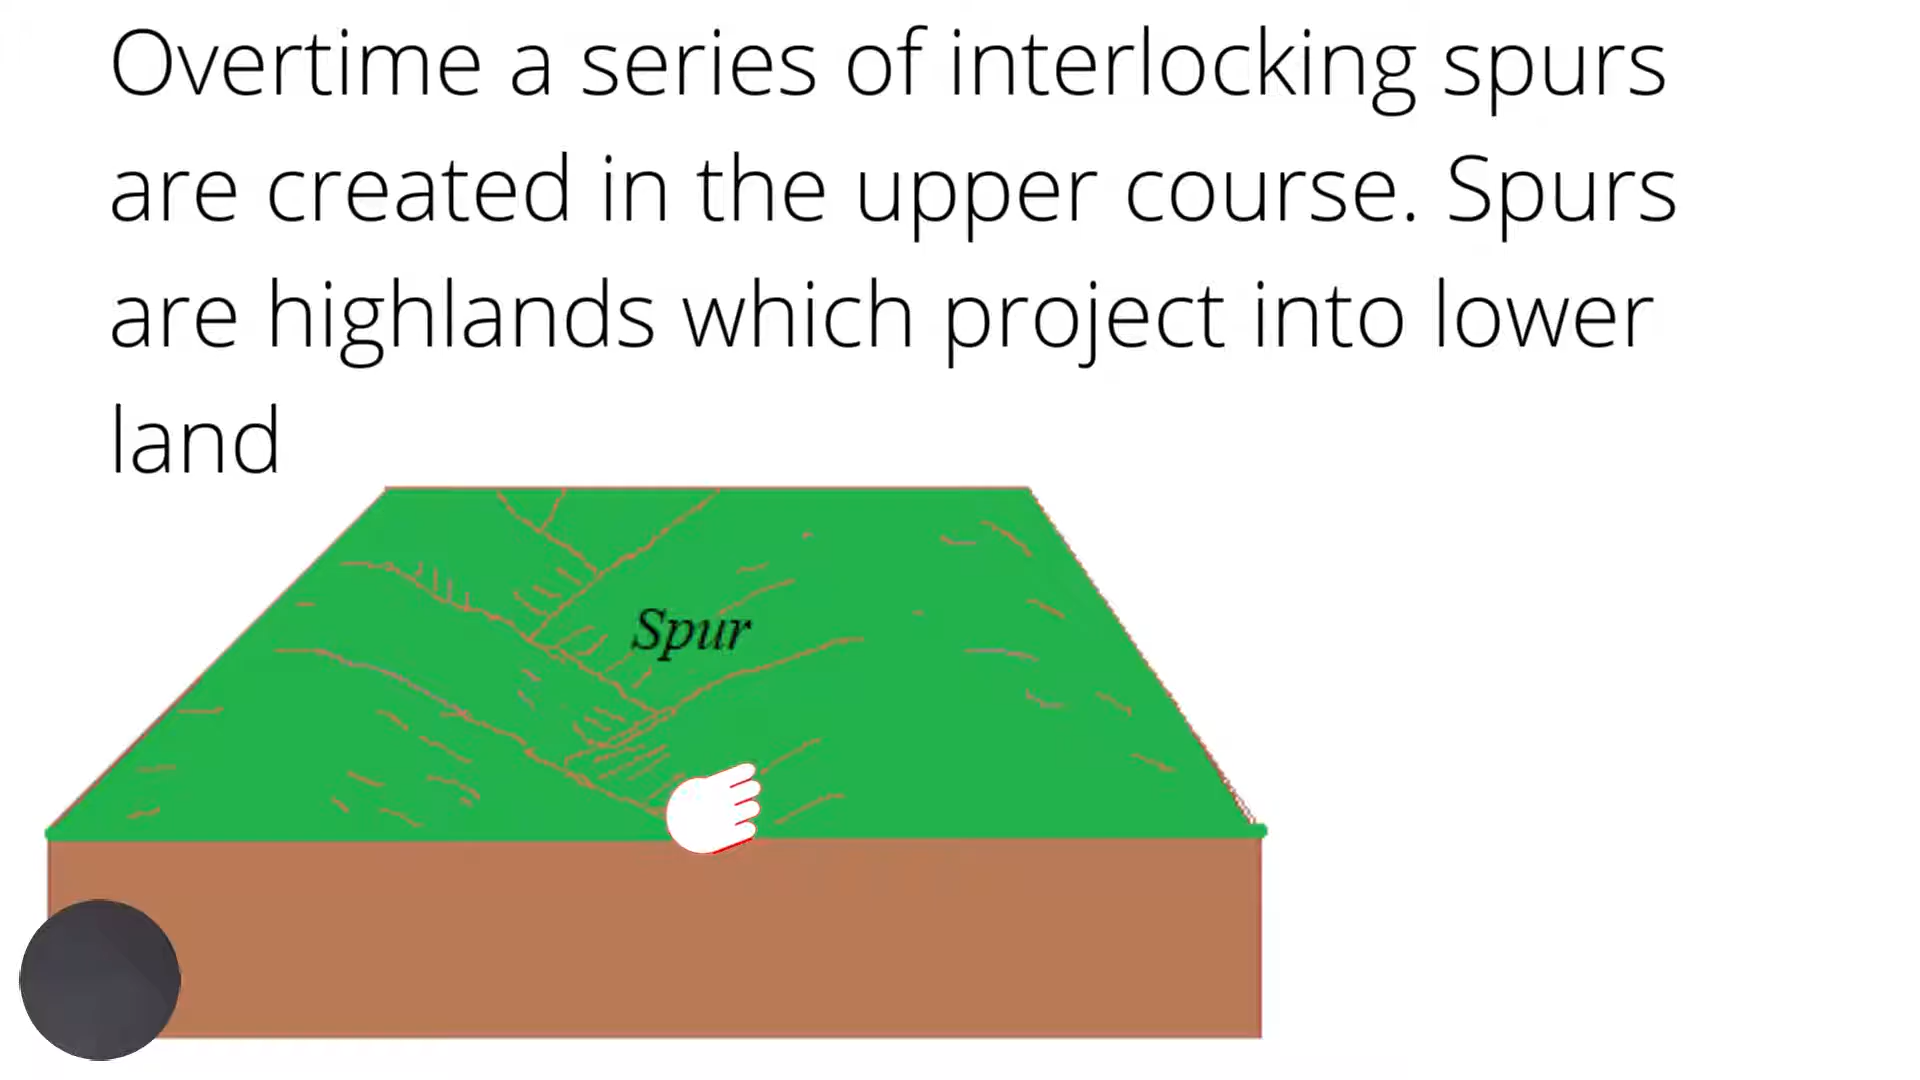 Overtime a series of interlocking spurs
are created in the upper course. Spurs
are highlands which project into lower
land
Spur